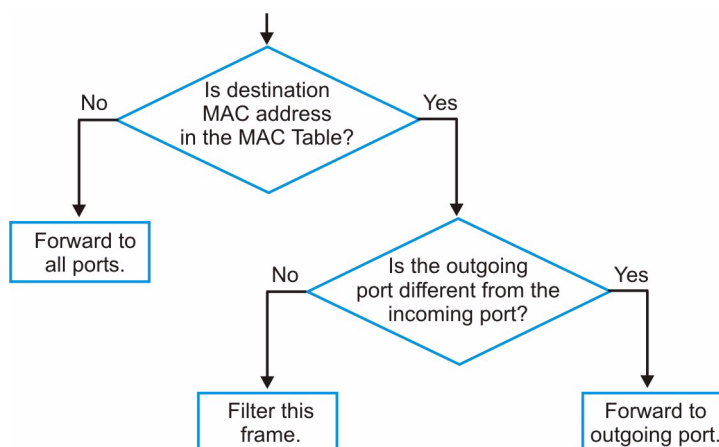 Is destination
MAC address
in the MAC Table?
No
Yes
Forward to
all ports.
Is the outgoing
port different from the
incoming port?
No
Yes
Filter this
frame.
Forward to
outgoing port.